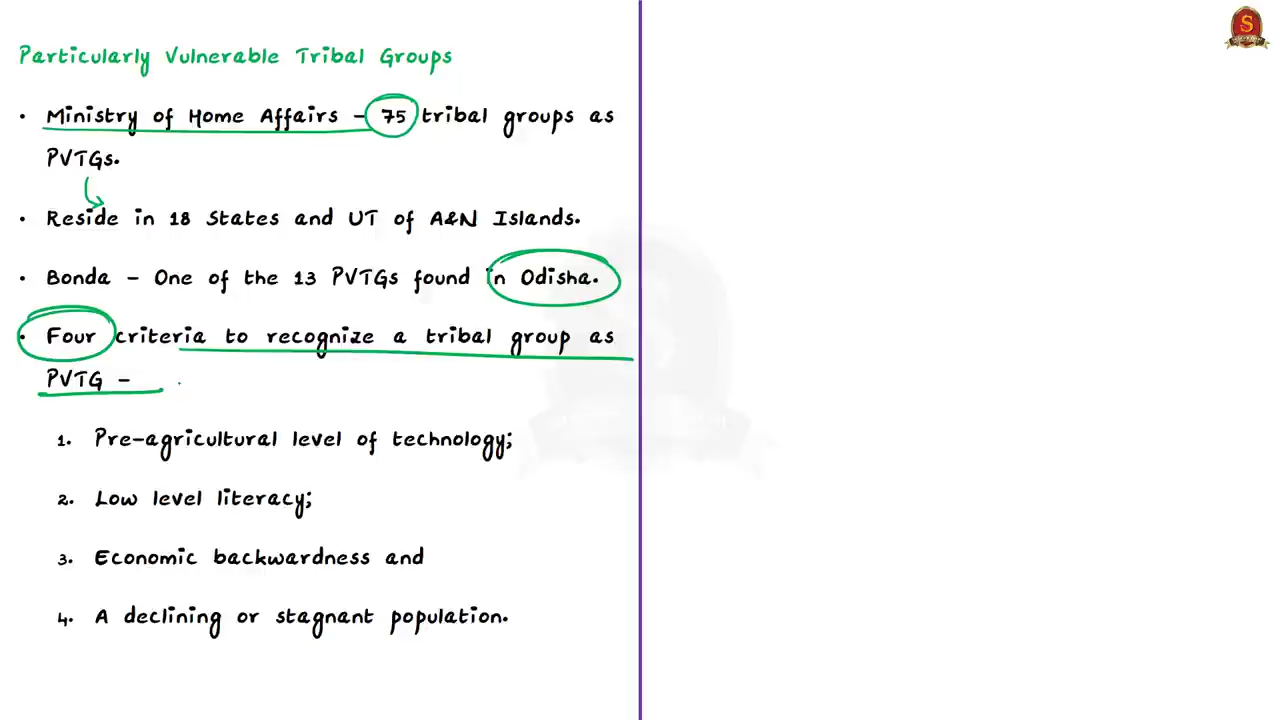 Particularly Vulnerable Tribal Groups
• Ministry of Home Affairs - 75 tribal groups as
PVTGs.
• Reside in 18 States and UT of A&N Islands.
• Bonda - One of the 13 PVTGs found in Odisha.
• Four criteria to recognize a tribal group as
PVTG -
1. Pre-agricultural level of technology;
2. Low level literacy;
3. Economic backwardness and
4. A declining or stagnant population.
S